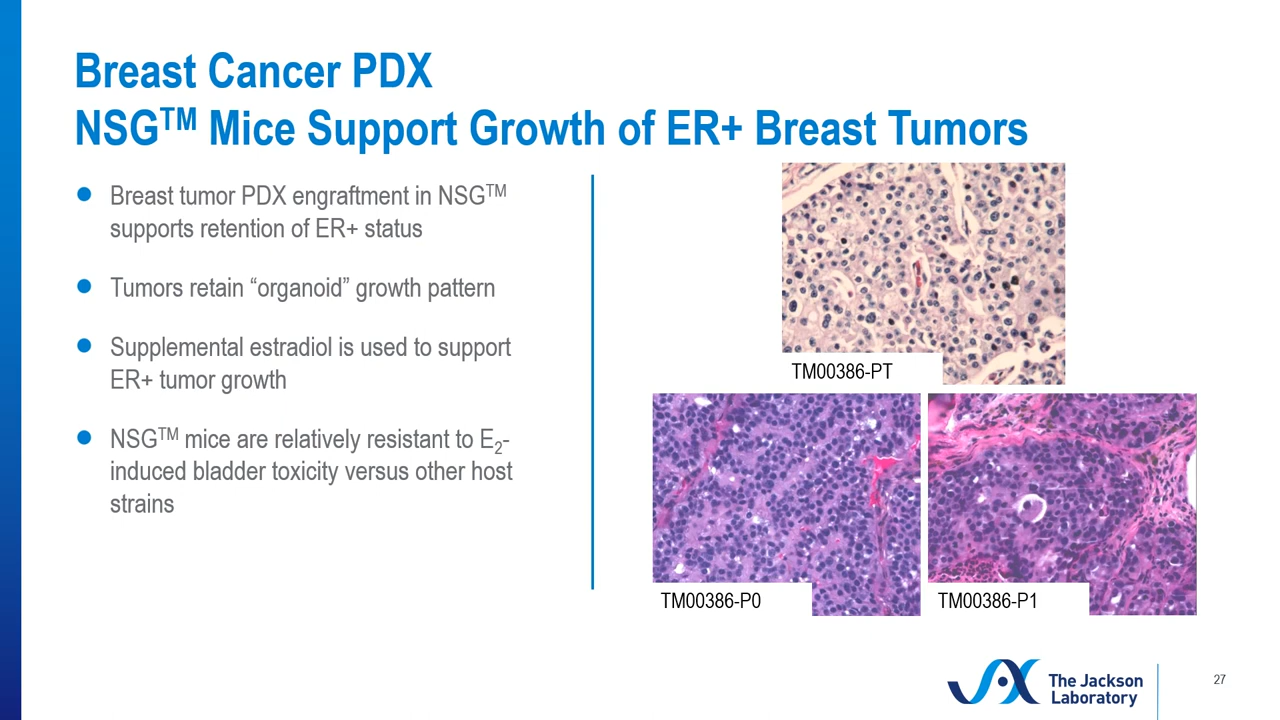 Breast Cancer PDX
NSG™ Mice Support Growth of ER+ Breast Tumors
● Breast tumor PDX engraftment in NSG™
supports retention of ER+ status
● Tumors retain “organoid” growth pattern
● Supplemental estradiol is used to support
ER+ tumor growth
● NSG™ mice are relatively resistant to E₂-
induced bladder toxicity versus other host
strains
TM00386-PT
TM00386-P0
TM00386-P1
JAX
The Jackson
Laboratory
27